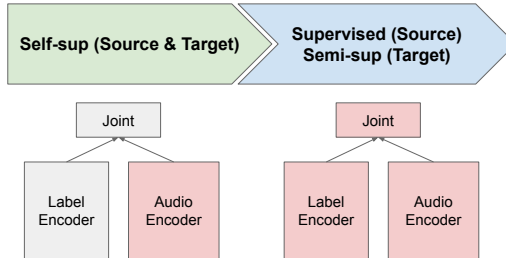 Self-sup (Source & Target)
Supervised (Source)
Semi-sup (Target)
Joint
Label
Encoder
Audio
Encoder
Joint
Label
Encoder
Audio
Encoder